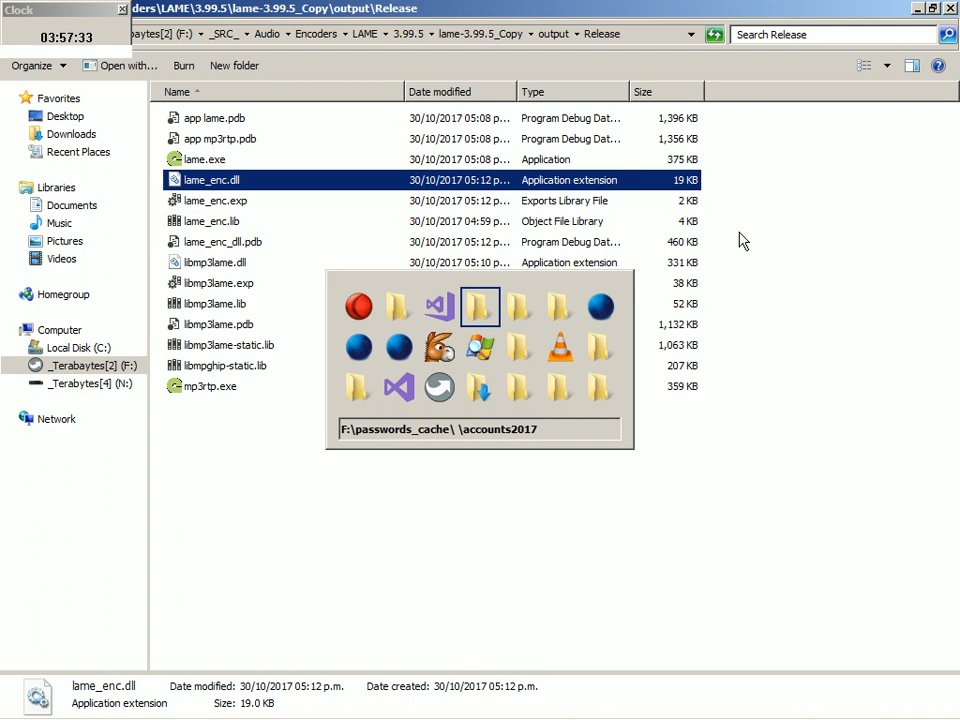 Clock
ders\LAME\3.99.5\lame-3.99.5_Copy\output\Release
03:57:33
abytes[2] (F:) _SRC_ Audio Encoders LAME 3.99.5 lame-3.99.5_Copy output Release
Search Release
Organize Open with... Burn New folder
Name Date modified Type Size
Favorites
Desktop
Downloads
Recent Places
Libraries
Documents
Music
Pictures
Videos
Homegroup
Computer
Local Disk (C:)
_Terabytes[2] (F:)
_Terabytes[4] (N:)
Network
app lame.pdb 30/10/2017 05:08 p... Program Debug Dat... 1,396 KB
app mp3rtp.pdb 30/10/2017 05:08 p... Program Debug Dat... 1,356 KB
lame.exe 30/10/2017 05:08 p... Application 375 KB
lame_enc.dll 30/10/2017 05:12 p... Application extension 19 KB
lame_enc.exp 30/10/2017 05:12 p... Exports Library File 2 KB
lame_enc.lib 30/10/2017 04:59 p... Object File Library 4 KB
lame_enc_dll.pdb 30/10/2017 05:12 p... Program Debug Dat... 460 KB
libmp3lame.dll 30/10/2017 05:10 p... Application extension 331 KB
libmp3lame.exp 38 KB
libmp3lame.lib 52 KB
libmp3lame.pdb 1,132 KB
libmp3lame-static.lib 1,063 KB
libmpghip-static.lib 207 KB
mp3rtp.exe 359 KB
F:\passwords_cache\ \accounts2017
lame_enc.dll Date modified: 30/10/2017 05:12 p.m. Date created: 30/10/2017 05:12 p.m.
Application extension Size: 19.0 KB